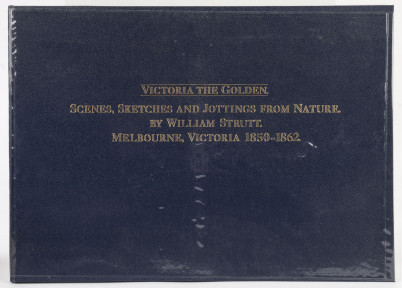 VICTORIA THE GOLDEN.
SCENES, SKETCHES AND JOTTINGS FROM NATURE.
BY WILLIAM STRUTT.
MELBOURNE, VICTORIA 1850-1862.